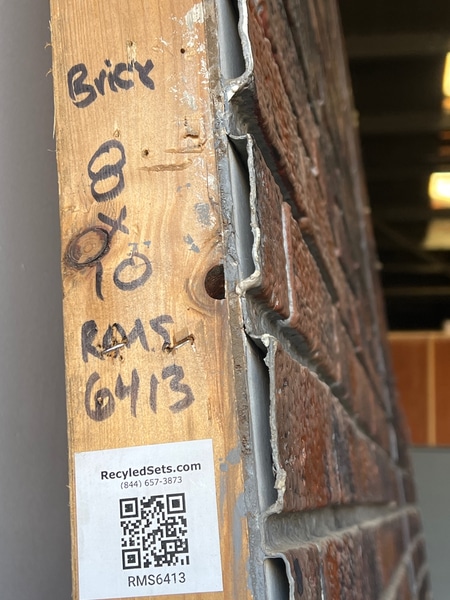 Brick
8
x
10
RMS
6413
RecyledSets.com
(844) 657-3873
RMS6413